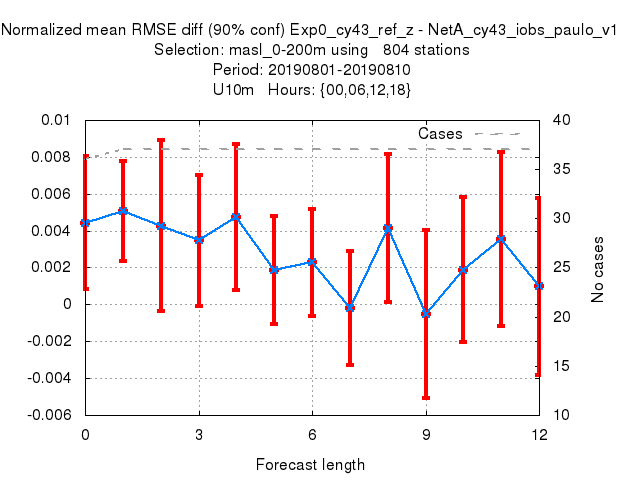 Normalized mean RMSE diff (90% conf) Exp0_cy43_ref_z - NetA_cy43_iobs_paulo_v1
Selection: masl_0-200m using 804 stations
Period: 20190801-20190810
U10m Hours: {00,06,12,18}
0.01
0.008
0.006
0.004
0.002
0
-0.002
-0.004
-0.006
Cases
40
35
30
25
20
15
10
No cases
0 3 6 9 12
Forecast length